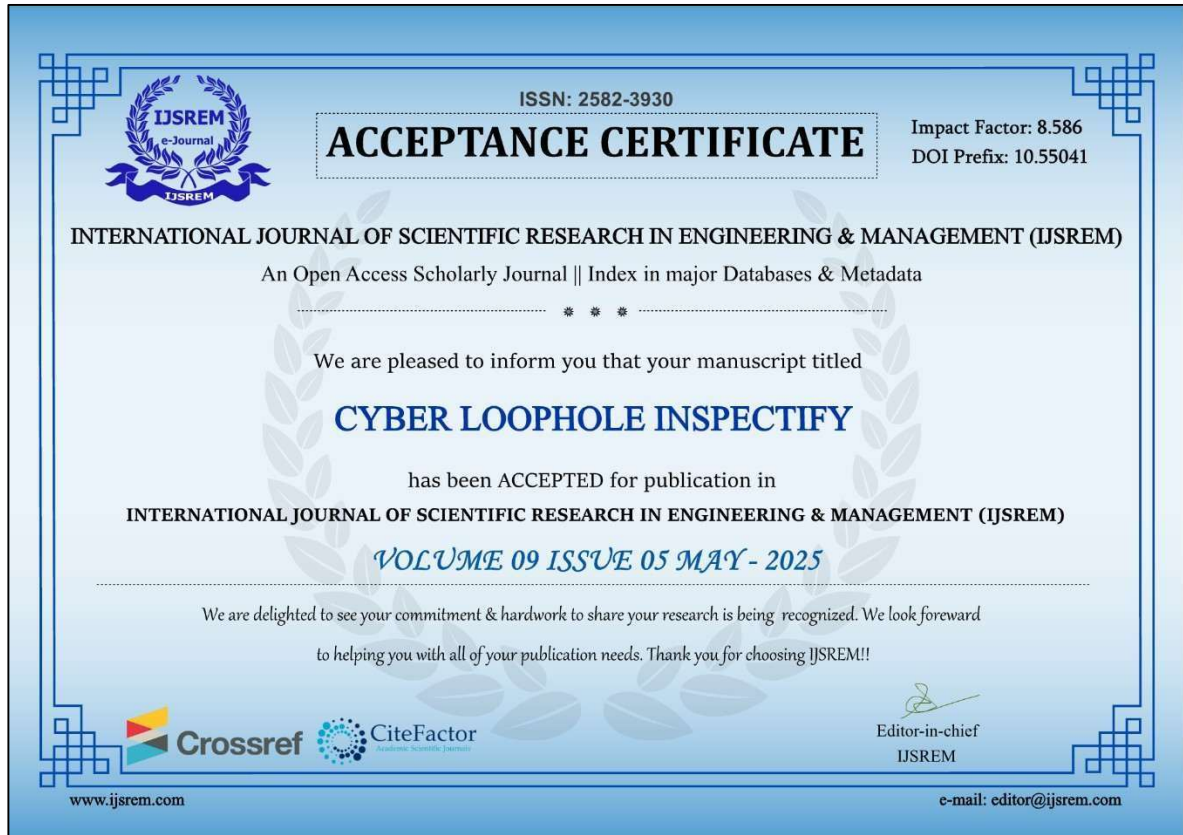 IJSREM
e-Journal
IJSREM
ISSN: 2582-3930
ACCEPTANCE CERTIFICATE
Impact Factor: 8.586
DOI Prefix: 10.55041
INTERNATIONAL JOURNAL OF SCIENTIFIC RESEARCH IN ENGINEERING & MANAGEMENT (IJSREM)
An Open Access Scholarly Journal || Index in major Databases & Metadata
We are pleased to inform you that your manuscript titled
CYBER LOOPHOLE INSPECTIFY
has been ACCEPTED for publication in
INTERNATIONAL JOURNAL OF SCIENTIFIC RESEARCH IN ENGINEERING & MANAGEMENT (IJSREM)
VOLUME 09 ISSUE 05 MAY - 2025
We are delighted to see your commitment & hardwork to share your research is being recognized. We look foreward
to helping you with all of your publication needs. Thank you for choosing IJSREM!!
Crossref
CiteFactor
Academic Scientific Journals
Editor-in-chief
IJSREM
www.ijsrem.com
e-mail: editor@ijsrem.com